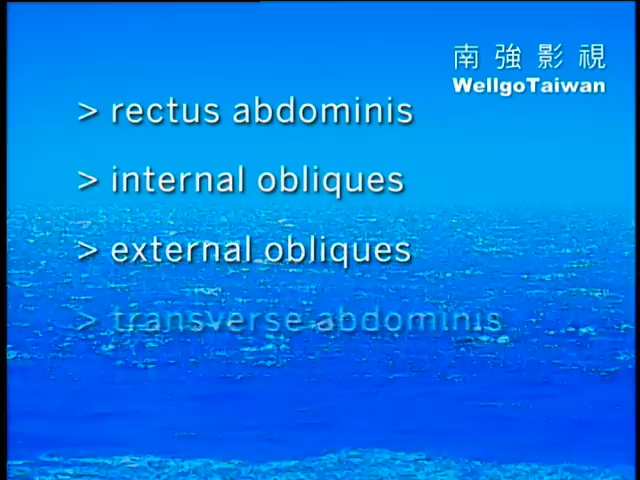 南強影視
WellgoTaiwan
> rectus abdominis
> internal obliques
> external obliques
> transverse abdominis